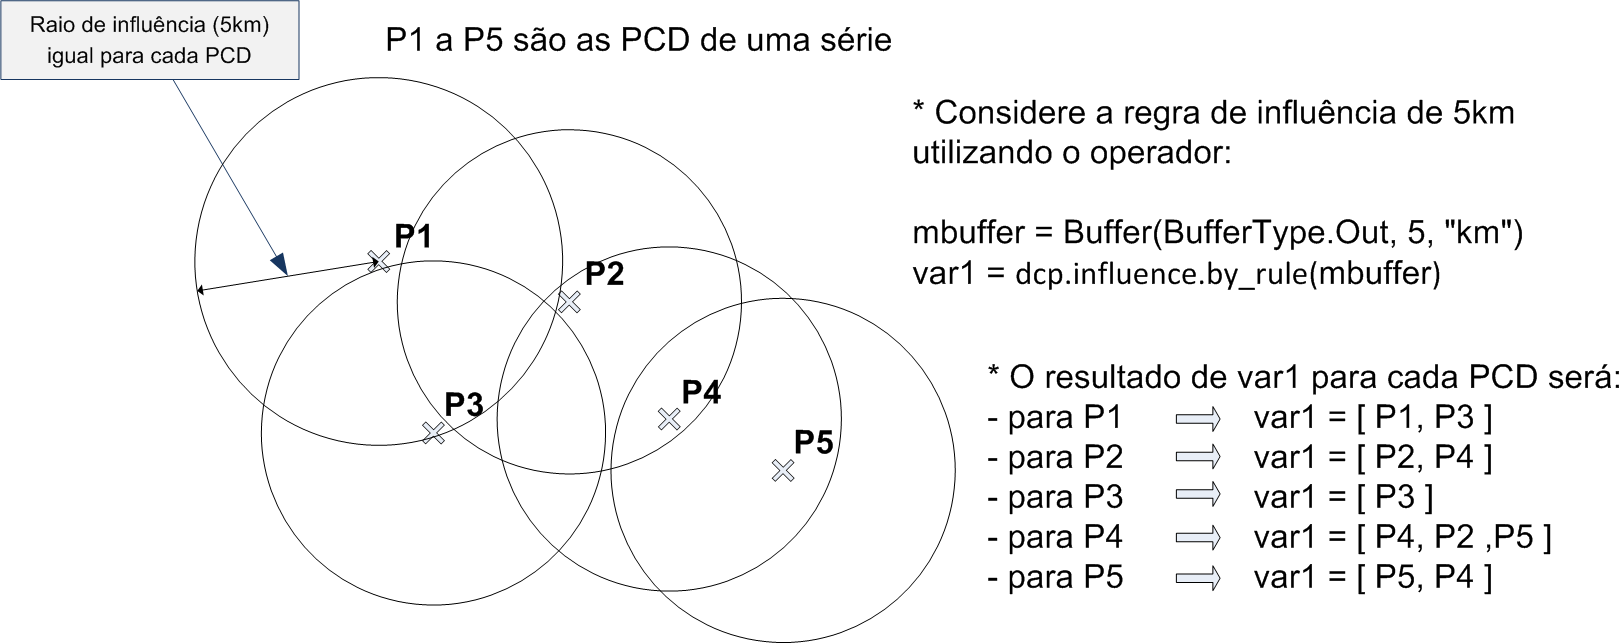 Raio de influência (5km)
igual para cada PCD
P1 a P5 são as PCD de uma série
* Considere a regra de influência de 5km
utilizando o operador:
mbuffer = Buffer(BufferType.Out, 5, "km")
var1 = dcp.influence.by_rule(mbuffer)
P1
P2
P3
P4
P5
* O resultado de var1 para cada PCD será:
- para P1 var1 = [ P1, P3 ]
- para P2 var1 = [ P2, P4 ]
- para P3 var1 = [ P3 ]
- para P4 var1 = [ P4, P2 ,P5 ]
- para P5 var1 = [ P5, P4 ]